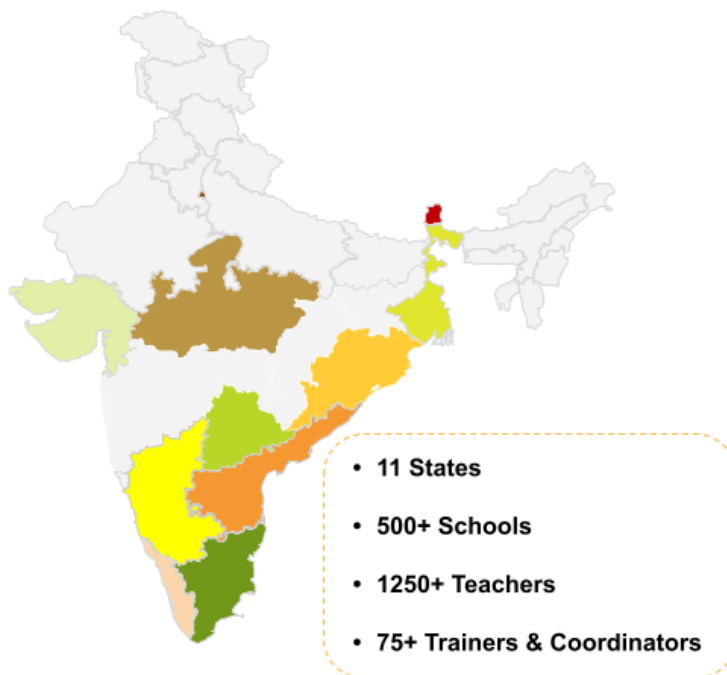 • 11 States
• 500+ Schools
• 1250+ Teachers
• 75+ Trainers & Coordinators